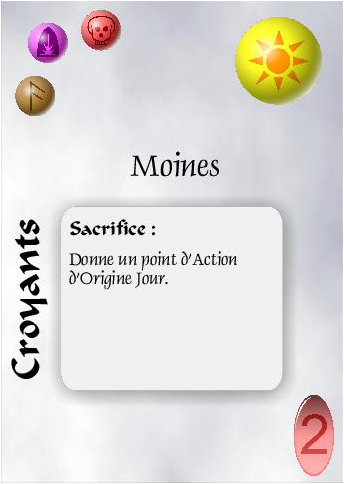 Moines
Croyants
Sacrifice :
Donne un point d'Action
d'Origine Jour.
2